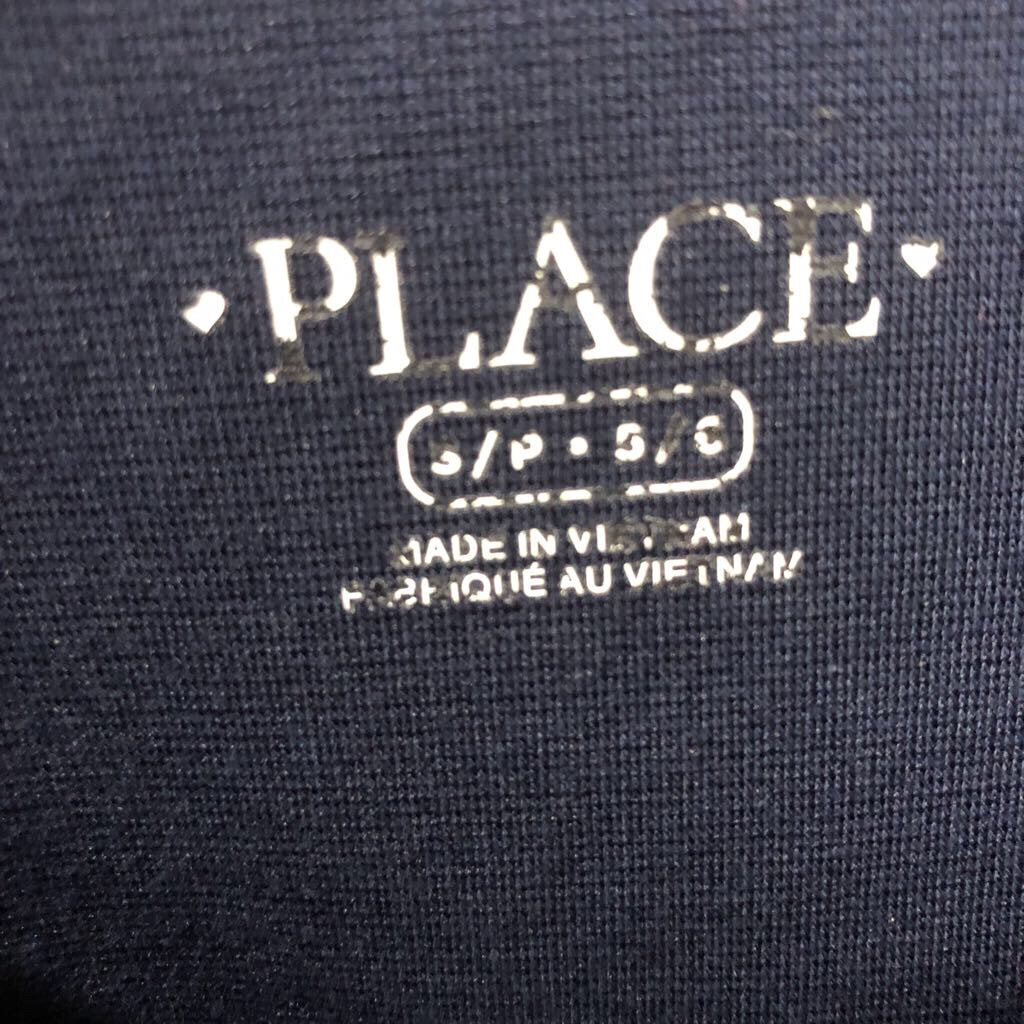 PLACE
S/P • 5/6
MADE IN VIETNAM
FABRIQUÉ AU VIETNAM